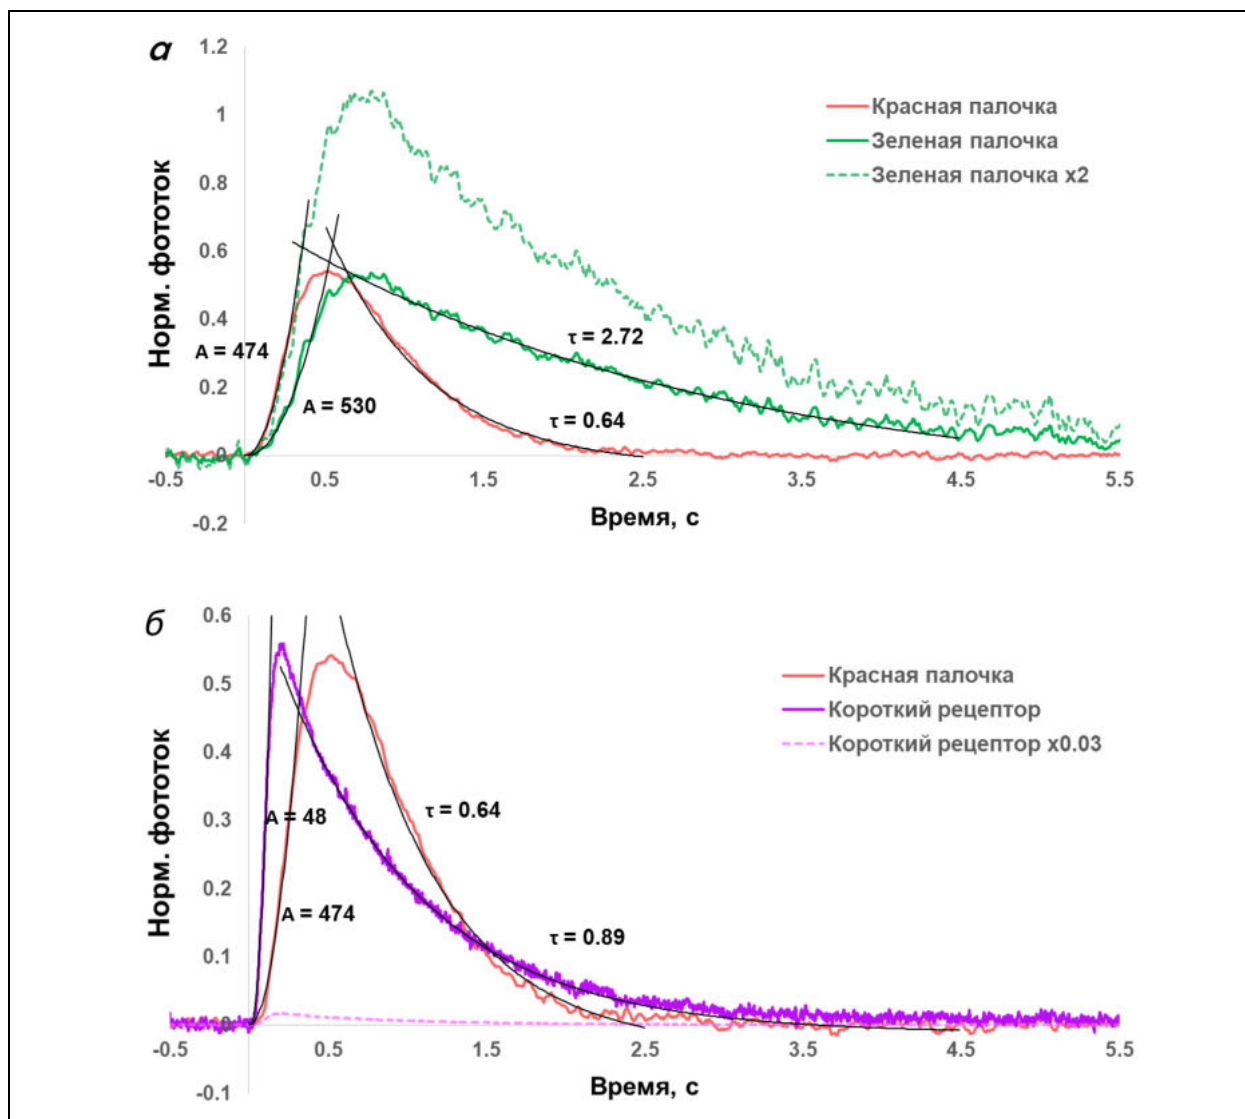 а
1.2
1
0.8
0.6
0.4
0.2
0
-0.2
Норм. фототок
Красная палочка
Зеленая палочка
Зеленая палочка x2
A = 474
A = 530
τ = 2.72
τ = 0.64
-0.5 0.5 1.5 2.5 3.5 4.5 5.5
Время, с
б
0.6
0.5
0.4
0.3
0.2
0.1
0
-0.1
Норм. фототок
Красная палочка
Короткий рецептор
Короткий рецептор x0.03
A = 48
τ = 0.64
A = 474
τ = 0.89
-0.5 0.5 1.5 2.5 3.5 4.5 5.5
Время, с